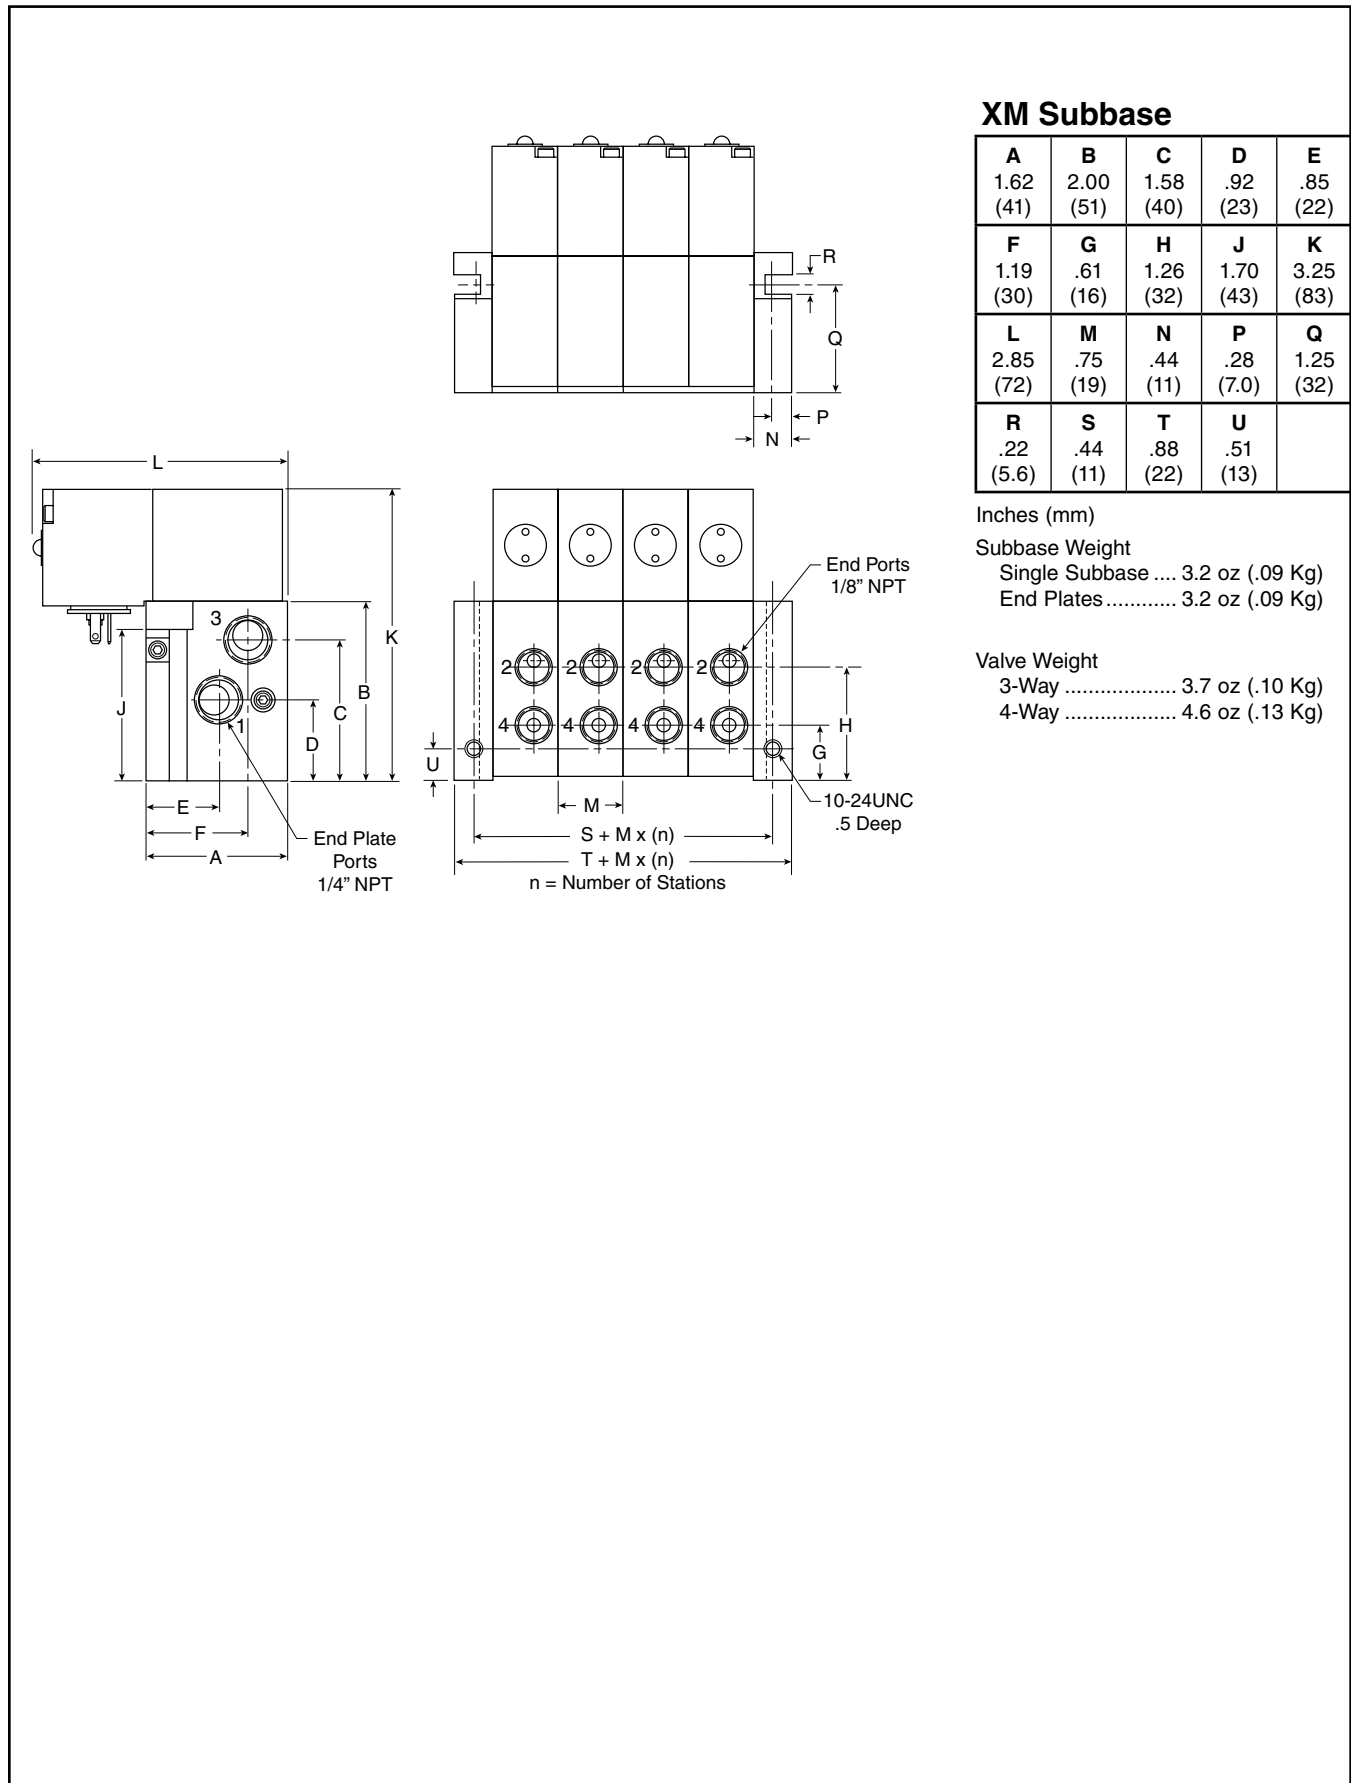 XM Subbase
A B C D E
1.62 2.00 1.58 .92 .85
(41) (51) (40) (23) (22)
F G H J K
1.19 .61 1.26 1.70 3.25
(30) (16) (32) (43) (83)
L M N P Q
2.85 .75 .44 .28 1.25
(72) (19) (11) (7.0) (32)
R S T U
.22 .44 .88 .51
(5.6) (11) (22) (13)
Inches (mm)
Subbase Weight
Single Subbase .... 3.2 oz (.09 Kg)
End Plates ............ 3.2 oz (.09 Kg)
Valve Weight
3-Way ................... 3.7 oz (.10 Kg)
4-Way ................... 4.6 oz (.13 Kg)
R
Q
P
N
L
3
K
B
J
C
1
D
E
F
A
End Plate
Ports
1/4” NPT
End Ports
1/8” NPT
2 2 2 2
4 4 4 4
H
G
U
M
10-24UNC
.5 Deep
S + M x (n)
T + M x (n)
n = Number of Stations